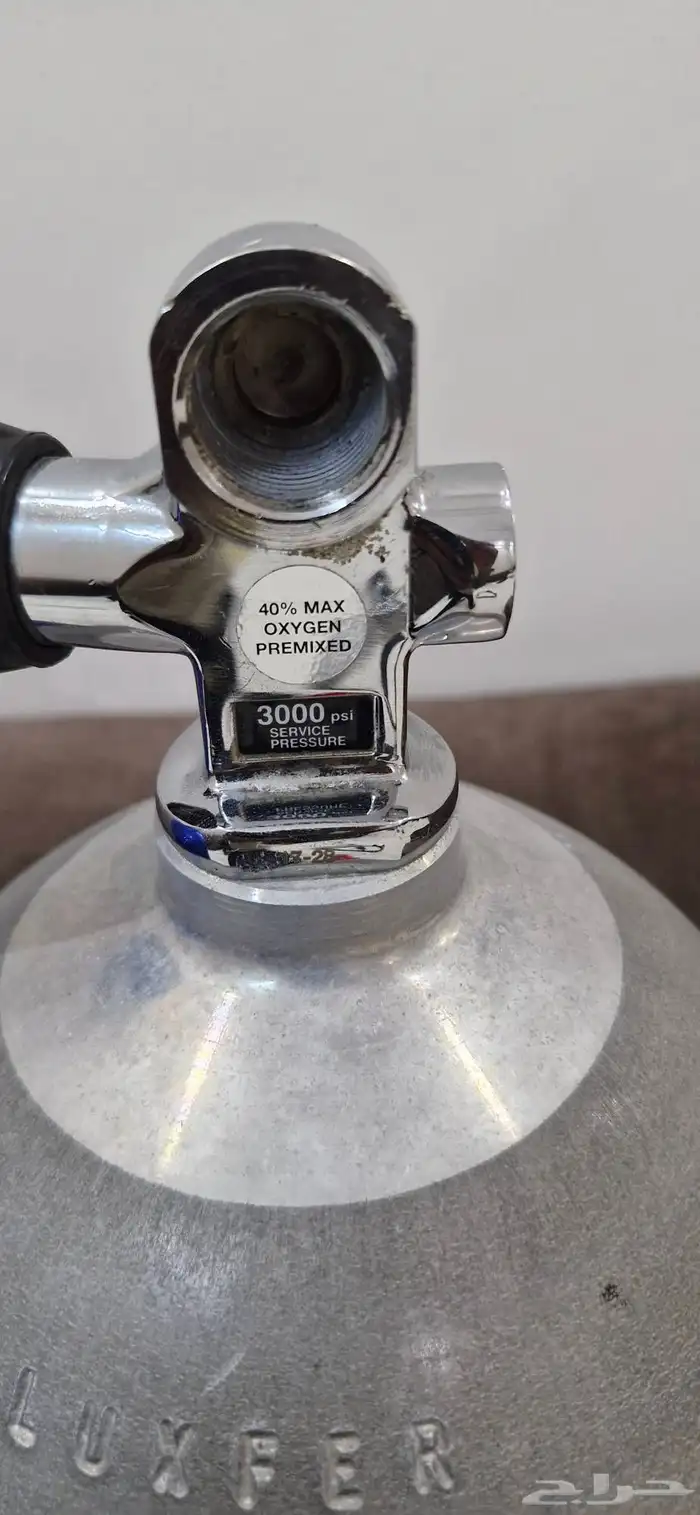 40% MAX
OXYGEN
PREMIXED
3000 psi
SERVICE
PRESSURE
LUXFER
حراج